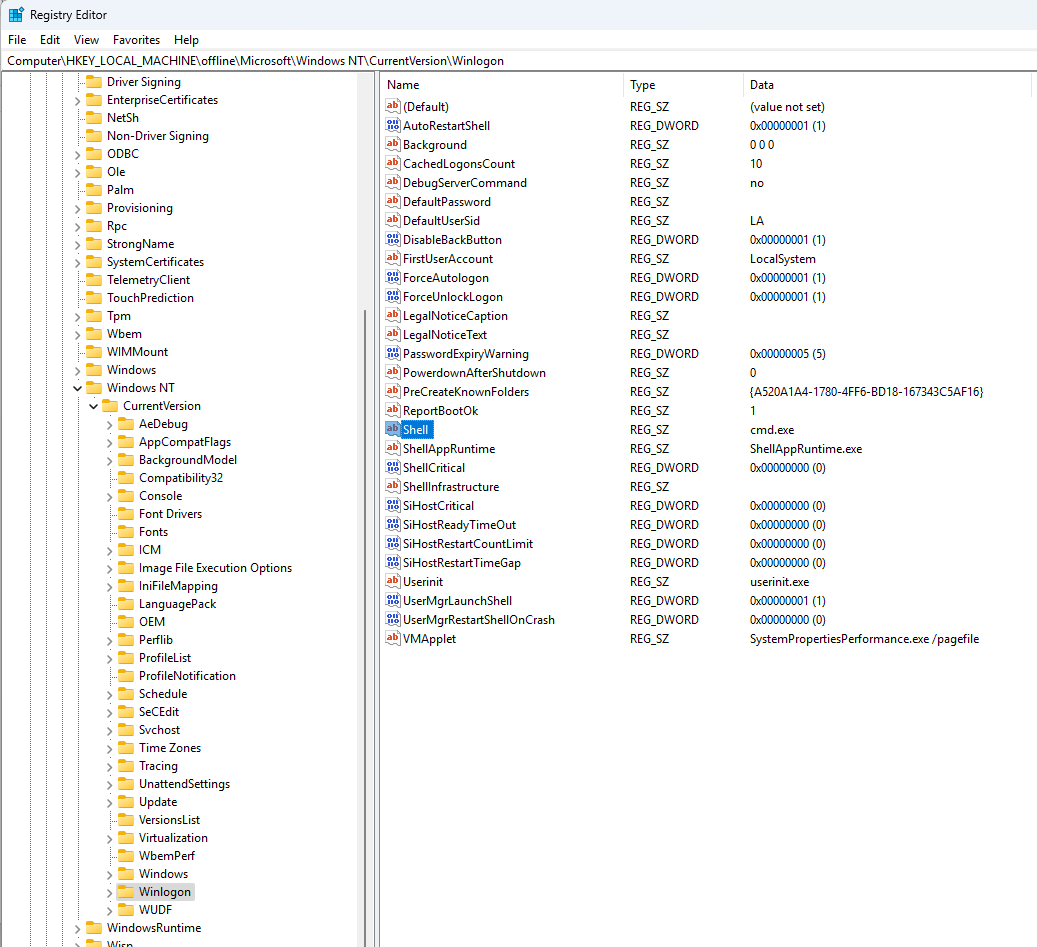 Registry Editor
File Edit View Favorites Help
Computer\HKEY_LOCAL_MACHINE\offline\Microsoft\Windows NT\CurrentVersion\Winlogon
Driver Signing
EnterpriseCertificates
NetSh
Non-Driver Signing
ODBC
Ole
Palm
Provisioning
Rpc
StrongName
SystemCertificates
TelemetryClient
TouchPrediction
Tpm
Wbem
WIMMount
Windows
Windows NT
CurrentVersion
AeDebug
AppCompatFlags
BackgroundModel
Compatibility32
Console
Font Drivers
Fonts
ICM
Image File Execution Options
IniFileMapping
LanguagePack
OEM
Perflib
ProfileList
ProfileNotification
Schedule
SeCEdit
Svchost
Time Zones
Tracing
UnattendSettings
Update
VersionsList
Virtualization
WbemPerf
Windows
Winlogon
WUDF
WindowsRuntime
Wisp
Name Type Data
(Default) REG_SZ (value not set)
AutoRestartShell REG_DWORD 0x00000001 (1)
Background REG_SZ 0 0 0
CachedLogonsCount REG_SZ 10
DebugServerCommand REG_SZ no
DefaultPassword REG_SZ
DefaultUserSid REG_SZ LA
DisableBackButton REG_DWORD 0x00000001 (1)
FirstUserAccount REG_SZ LocalSystem
ForceAutologon REG_DWORD 0x00000001 (1)
ForceUnlockLogon REG_DWORD 0x00000001 (1)
LegalNoticeCaption REG_SZ
LegalNoticeText REG_SZ
PasswordExpiryWarning REG_DWORD 0x00000005 (5)
PowerdownAfterShutdown REG_SZ 0
PreCreateKnownFolders REG_SZ {A520A1A4-1780-4FF6-BD18-167343C5AF16}
ReportBootOk REG_SZ 1
Shell REG_SZ cmd.exe
ShellAppRuntime REG_SZ ShellAppRuntime.exe
ShellCritical REG_DWORD 0x00000000 (0)
ShellInfrastructure REG_SZ
SiHostCritical REG_DWORD 0x00000000 (0)
SiHostReadyTimeOut REG_DWORD 0x00000000 (0)
SiHostRestartCountLimit REG_DWORD 0x00000000 (0)
SiHostRestartTimeGap REG_DWORD 0x00000000 (0)
Userinit REG_SZ userinit.exe
UserMgrLaunchShell REG_DWORD 0x00000001 (1)
UserMgrRestartShellOnCrash REG_DWORD 0x00000000 (0)
VMApplet REG_SZ SystemPropertiesPerformance.exe /pagefile